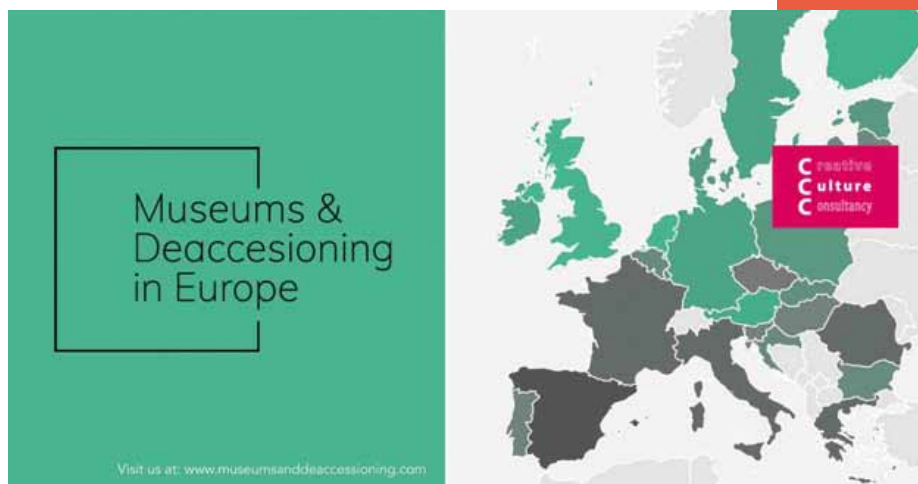 Museums &
Deaccesioning
in Europe
Visit us at: www.museumsanddeaccessioning.com
Creative
Culture
Consultancy